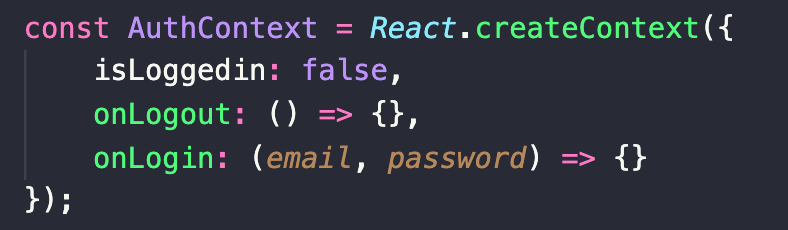 const AuthContext = React.createContext({
    isLoggedin: false,
    onLogout: () => {},
    onLogin: (email, password) => {}
});